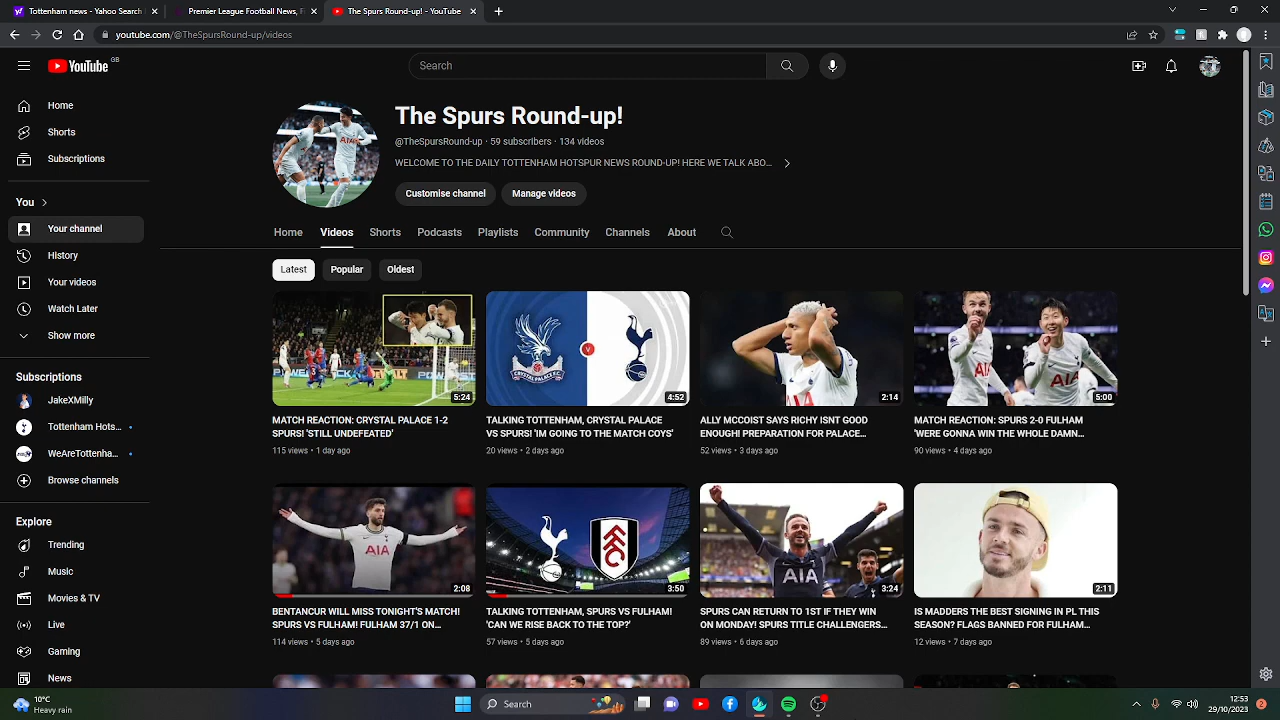 Tottenham news - Yahoo Search
Premier League Football News, F
The Spurs Round-up! - YouTube
youtube.com/@TheSpursRound-up/videos
YouTube GB
Search
Home
Shorts
Subscriptions
You
Your channel
History
Your videos
Watch Later
Show more
Subscriptions
JakeXMilly
Tottenham Hots...
WeAreTottenha...
Browse channels
Explore
Trending
Music
Movies & TV
Live
Gaming
News
The Spurs Round-up!
@TheSpursRound-up · 59 subscribers · 134 videos
WELCOME TO THE DAILY TOTTENHAM HOTSPUR NEWS ROUND-UP! HERE WE TALK ABO...
Customise channel
Manage videos
Home Videos Shorts Podcasts Playlists Community Channels About
Latest Popular Oldest
5:24
MATCH REACTION: CRYSTAL PALACE 1-2
SPURS! 'STILL UNDEFEATED'
115 views • 1 day ago
V
4:52
TALKING TOTTENHAM, CRYSTAL PALACE
VS SPURS! 'IM GOING TO THE MATCH COYS'
20 views • 2 days ago
AIA
2:14
ALLY MCCOIST SAYS RICHY ISNT GOOD
ENOUGH! PREPARATION FOR PALACE...
52 views • 3 days ago
AIA
5:00
MATCH REACTION: SPURS 2-0 FULHAM
'WERE GONNA WIN THE WHOLE DAMN...
90 views • 4 days ago
AIA
2:08
BENTANCUR WILL MISS TONIGHT'S MATCH!
SPURS VS FULHAM! FULHAM 37/1 ON...
114 views • 5 days ago
3:50
TALKING TOTTENHAM, SPURS VS FULHAM!
'CAN WE RISE BACK TO THE TOP?'
57 views • 5 days ago
AIA
3:24
SPURS CAN RETURN TO 1ST IF THEY WIN
ON MONDAY! SPURS TITLE CHALLENGERS...
89 views • 6 days ago
2:11
IS MADDERS THE BEST SIGNING IN PL THIS
SEASON? FLAGS BANNED FOR FULHAM...
12 views • 7 days ago
10°C
Heavy rain
Search
12:53
29/10/2023
2